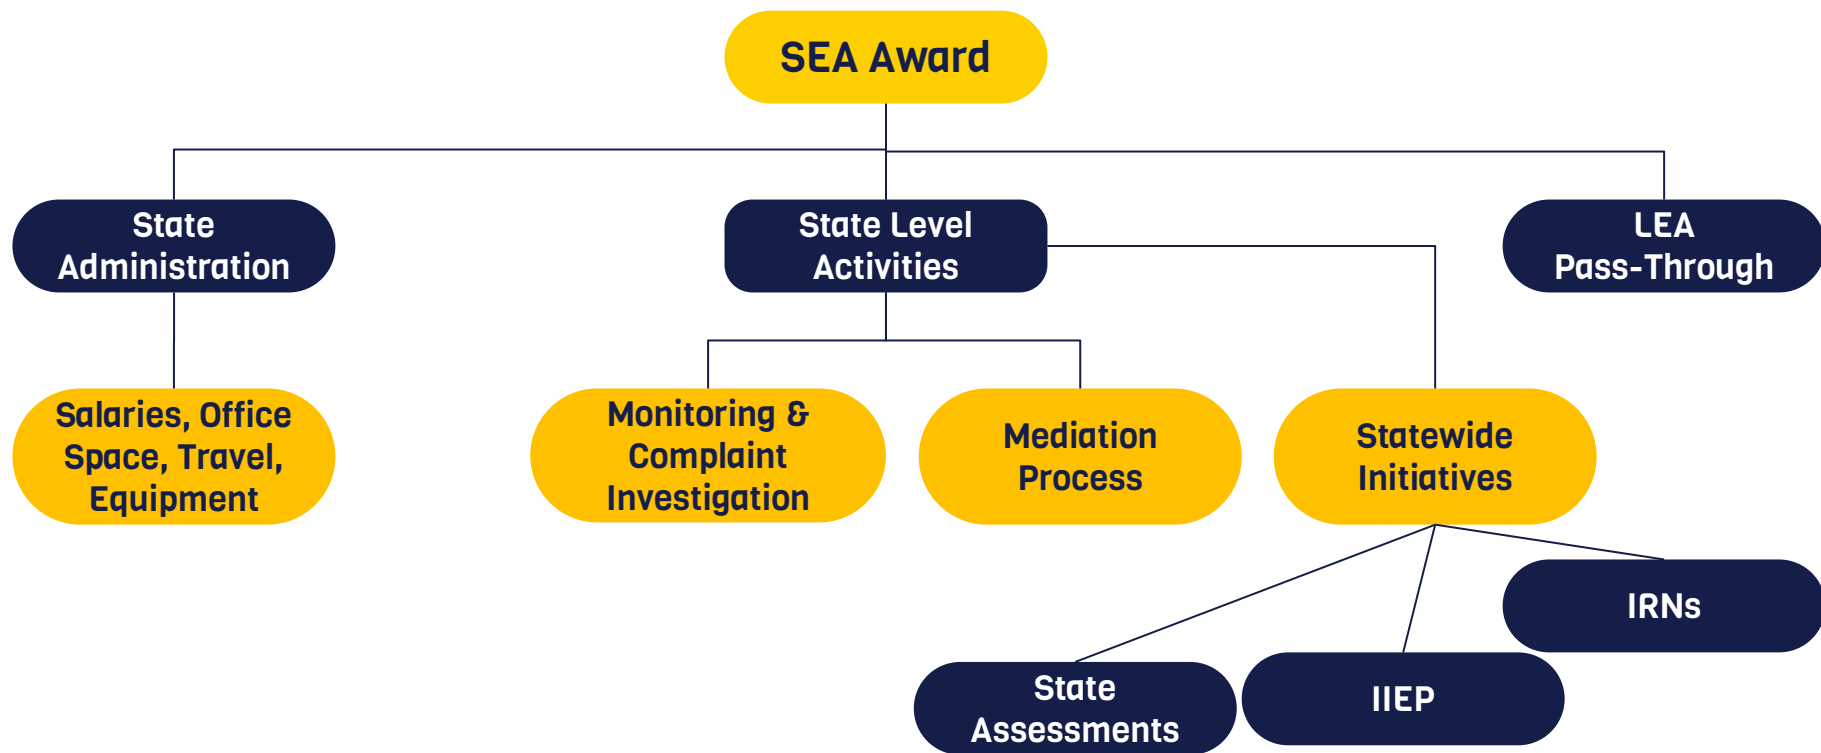 SEA Award
State
Administration
State Level
Activities
LEA
Pass-Through
Salaries, Office
Space, Travel,
Equipment
Monitoring &
Complaint
Investigation
Mediation
Process
Statewide
Initiatives
IRNs
State
Assessments
IIEP